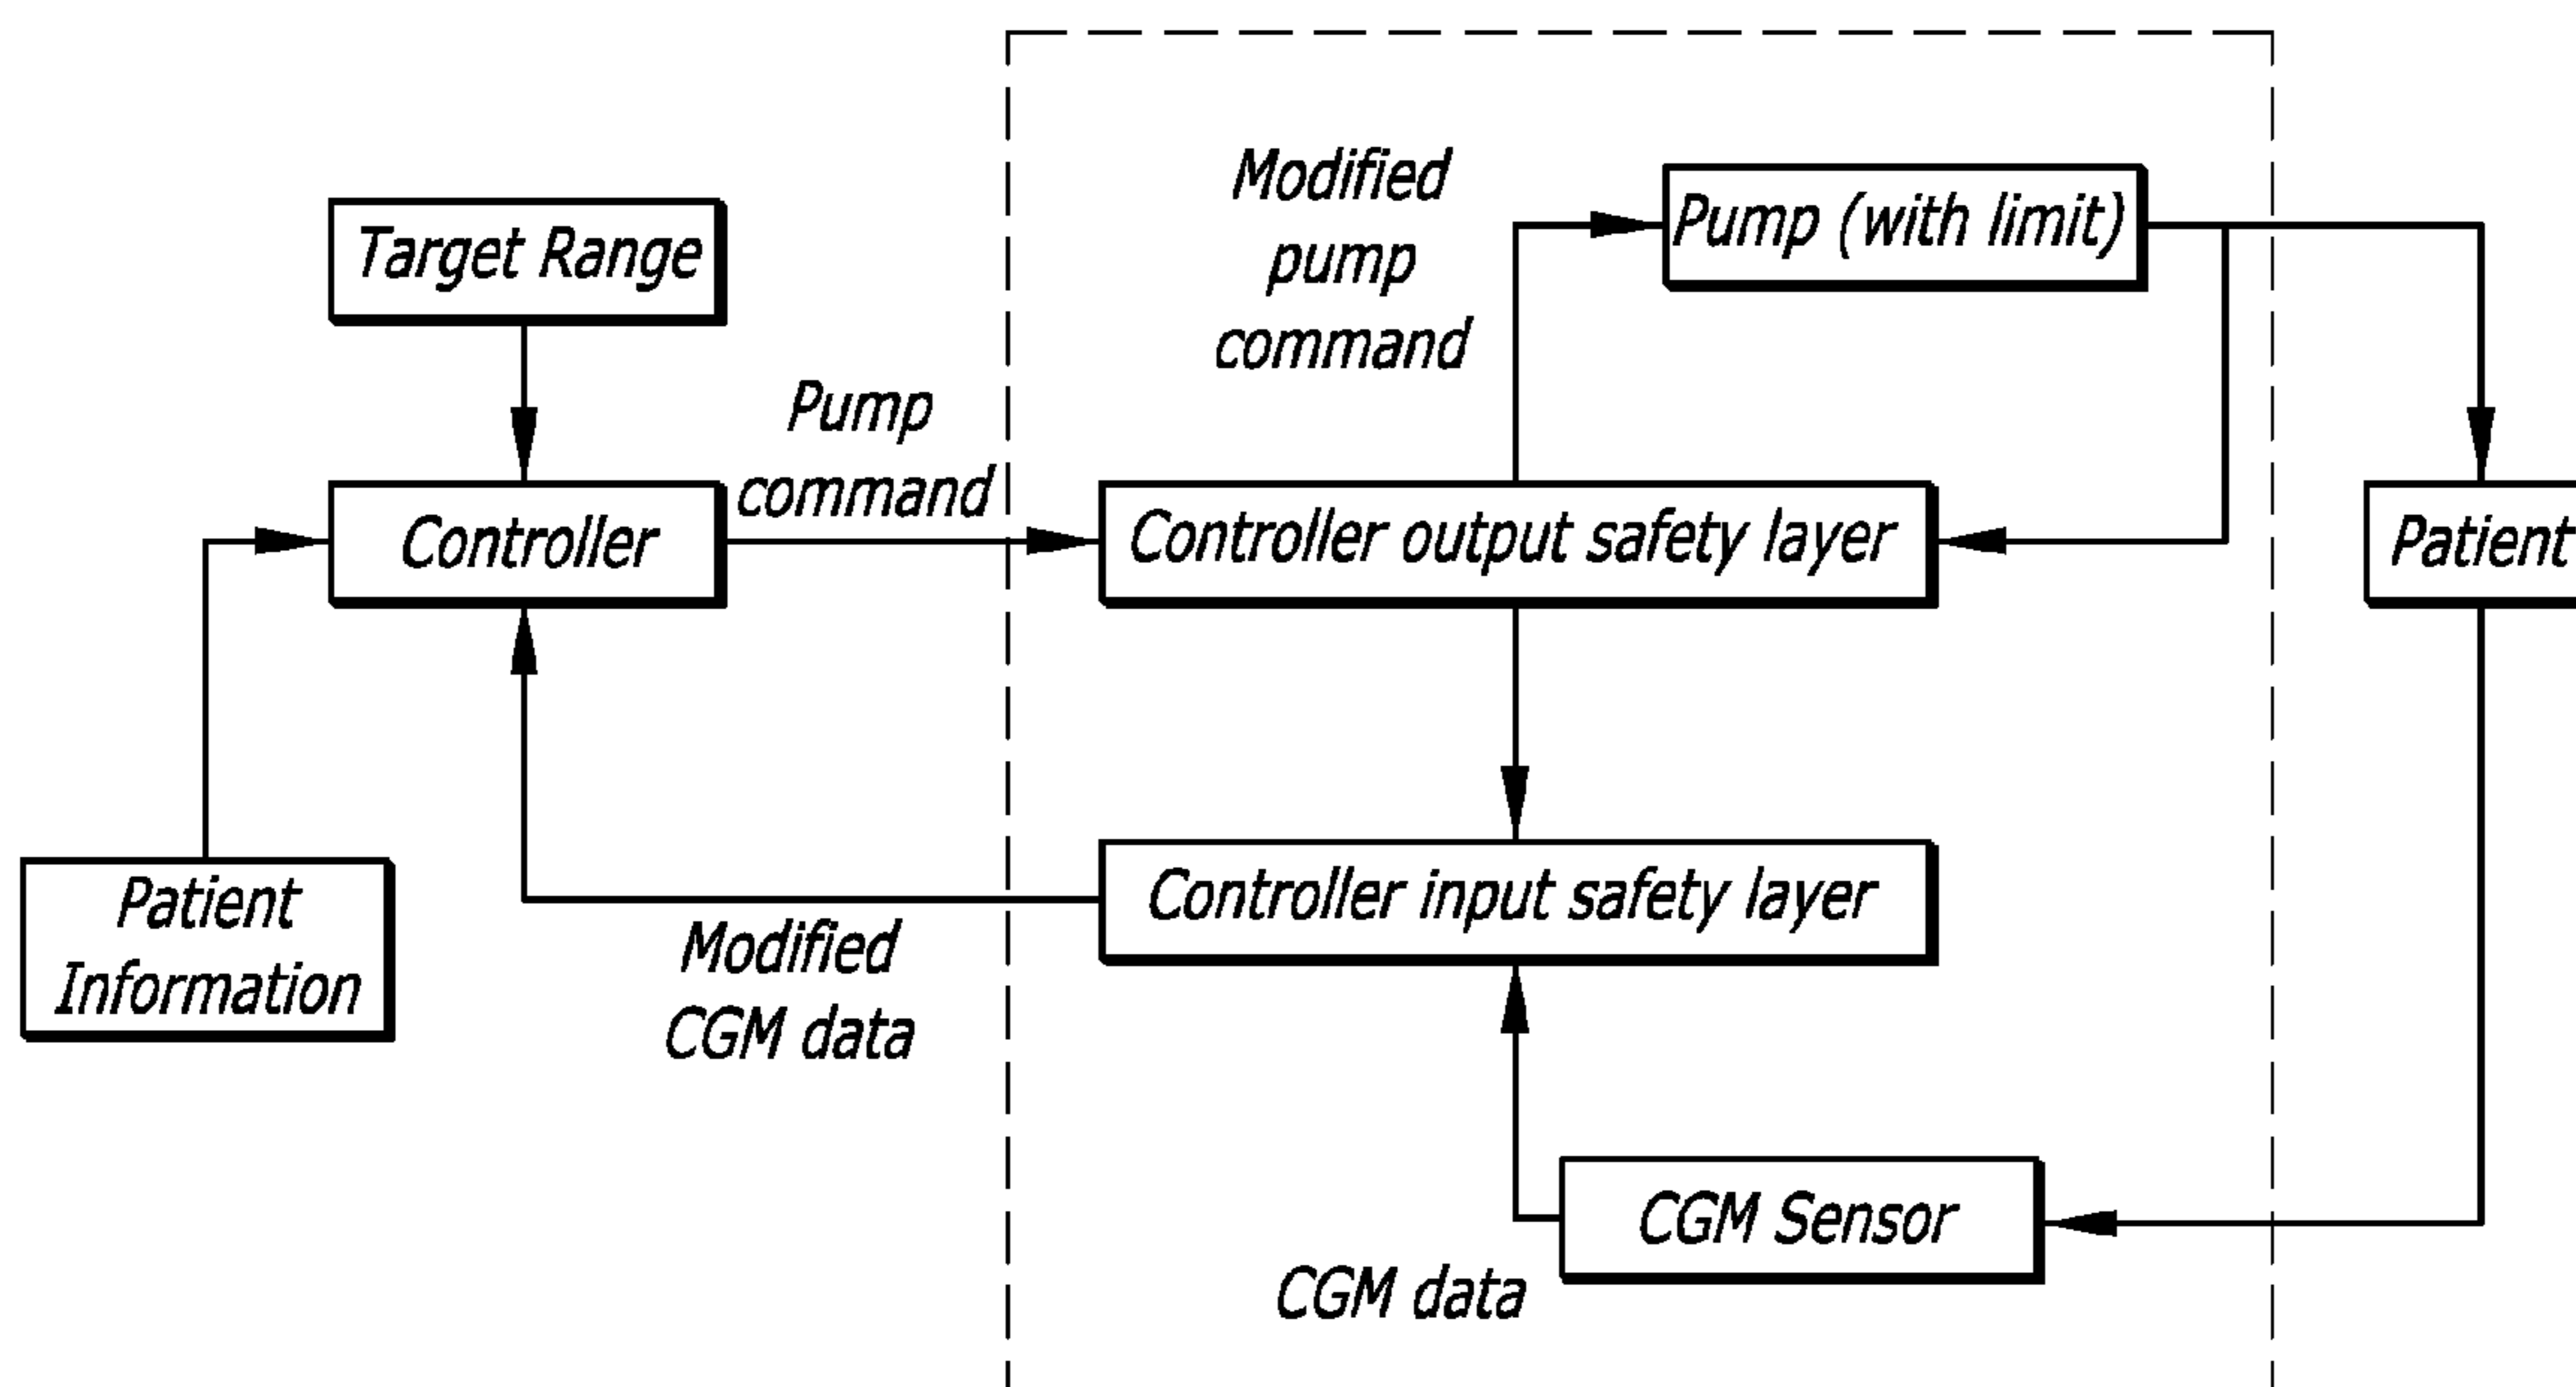 Modified
pump
command
Pump (with limit)
Target Range
Pump
command
Controller
Controller output safety layer
Patient
Controller input safety layer
Patient
Information
Modified
CGM data
CGM Sensor
CGM data